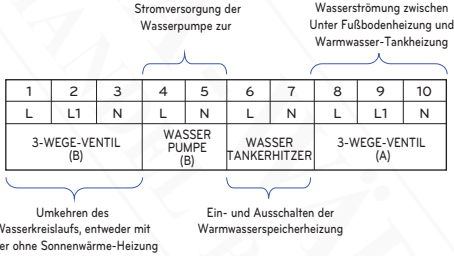 Stromversorgung der
Wasserpumpe zur
Wasserströmung zwischen
Unter Fußbodenheizung und
Warmwasser-Tankheizung
1 2 3 4 5 6 7 8 9 10
L L1 N L N L N L L1 N
3-WEGE-VENTIL
(B)
WASSER
PUMPE
(B)
WASSER
TANKERHITZER
3-WEGE-VENTIL
(A)
Umkehren des
Wasserkreislaufs, entweder mit
er ohne Sonnenwärme-Heizung
Ein- und Ausschalten der
Warmwasserspeicherheizung